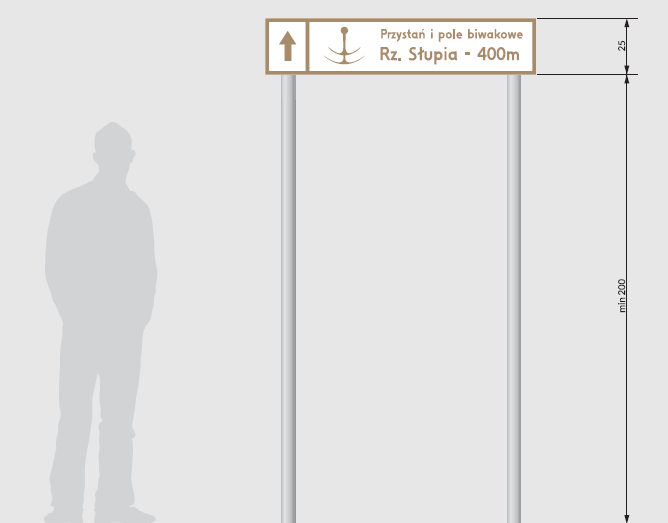 Przystań i pole biwakowe
Rz. Słupia - 400m
25
min 200